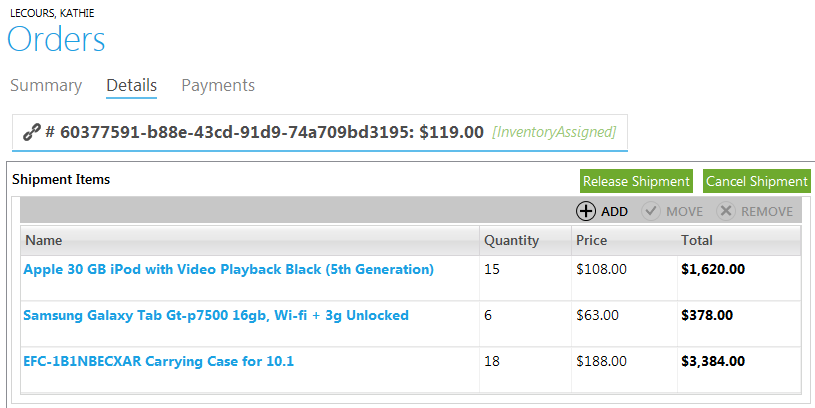 LECOURS, KATHIE
Orders
Summary Details Payments
# 60377591-b88e-43cd-91d9-74a709bd3195: $119.00 [InventoryAssigned]
Shipment Items Release Shipment Cancel Shipment
ADD MOVE REMOVE
Name Quantity Price Total
Apple 30 GB iPod with Video Playback Black (5th Generation) 15 $108.00 $1,620.00
Samsung Galaxy Tab Gt-p7500 16gb, Wi-fi + 3g Unlocked 6 $63.00 $378.00
EFC-1B1NBECXAR Carrying Case for 10.1 18 $188.00 $3,384.00